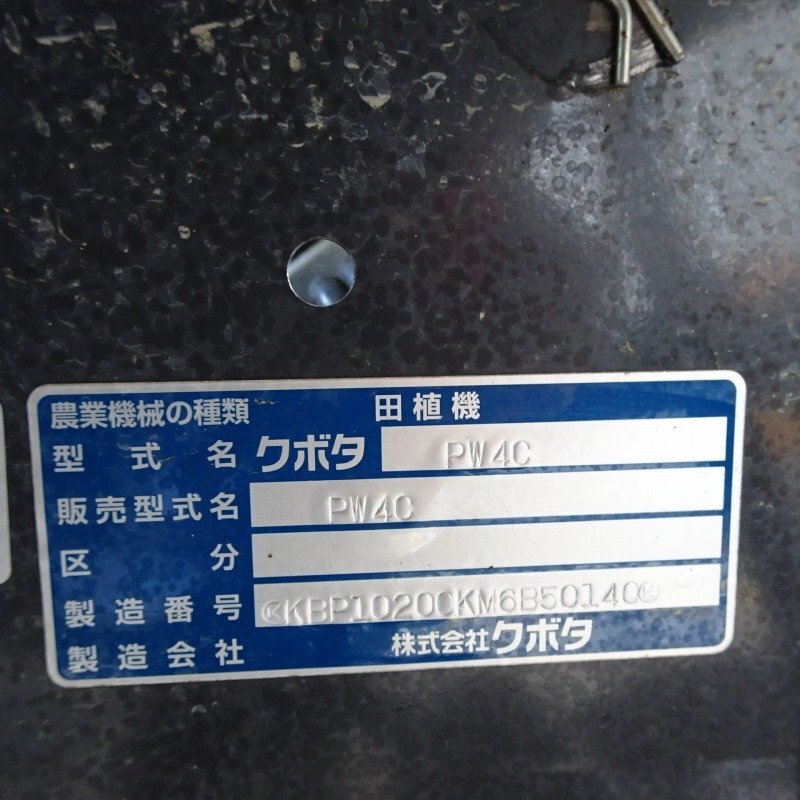 農業機械の種類 田植機
型式名 クボタ PW4C
販売型式名 PW4C
区分
製造番号 ⓀKBP10200KM6B50140Ⓚ
製造会社 株式会社クボタ